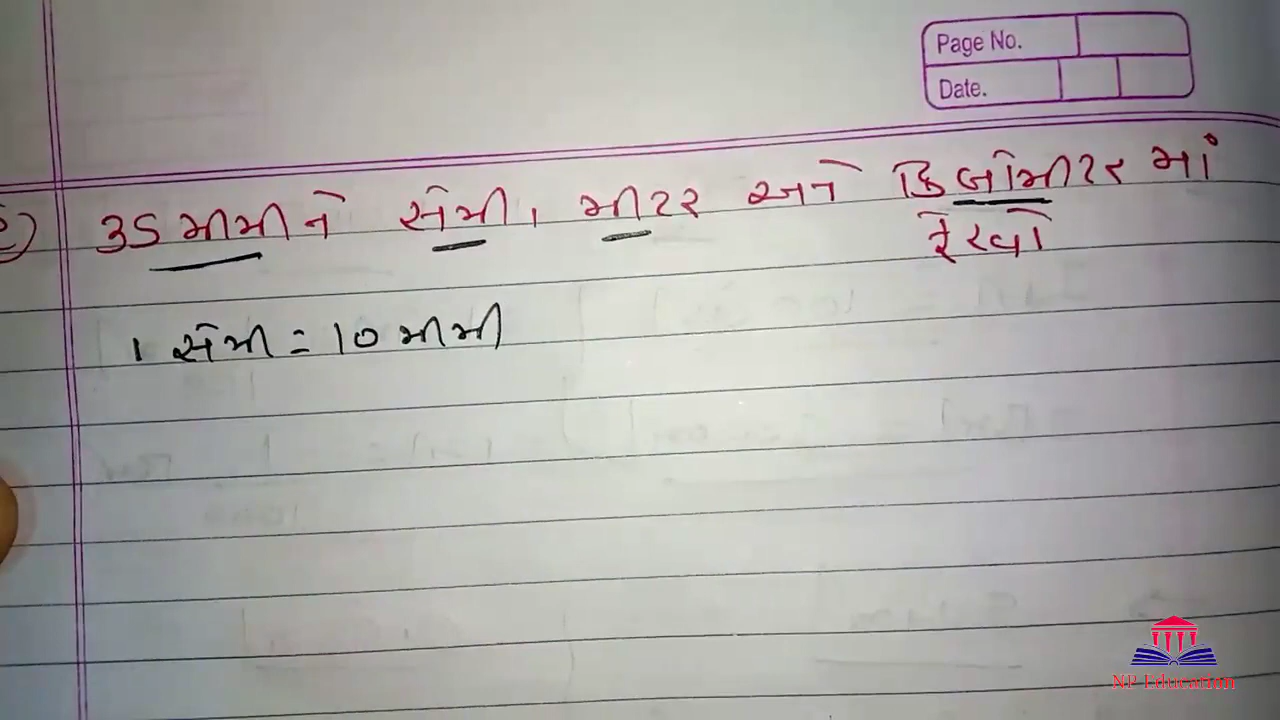 Page No.
Date.
35 મીમી ને સેમી, મીટર અને કિલોમીટર માં
ફેરવો
1 સેમી = 10 મીમી
NP Education